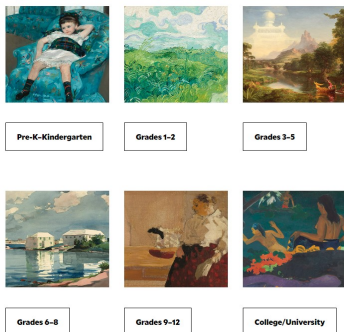 Pre-K–Kindergarten
Grades 1–2
Grades 3–5
Grades 6–8
Grades 9–12
College/University